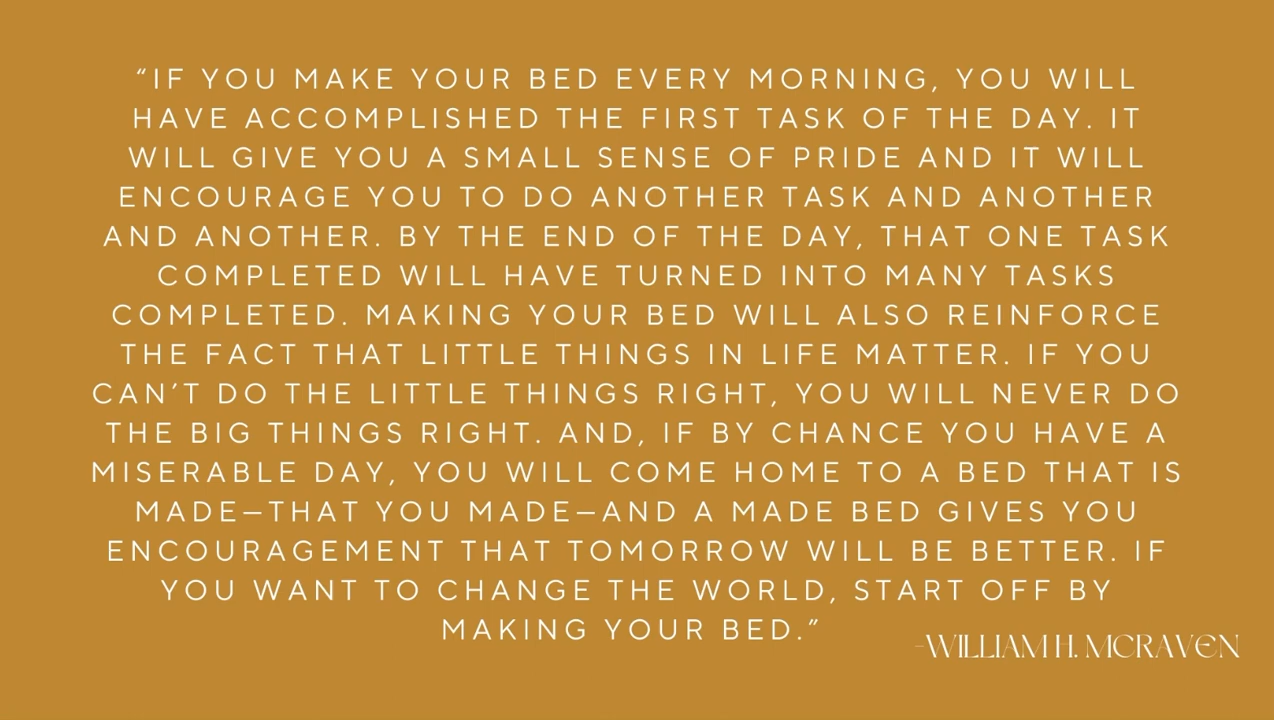 “IF YOU MAKE YOUR BED EVERY MORNING, YOU WILL
HAVE ACCOMPLISHED THE FIRST TASK OF THE DAY. IT
WILL GIVE YOU A SMALL SENSE OF PRIDE AND IT WILL
ENCOURAGE YOU TO DO ANOTHER TASK AND ANOTHER
AND ANOTHER. BY THE END OF THE DAY, THAT ONE TASK
COMPLETED WILL HAVE TURNED INTO MANY TASKS
COMPLETED. MAKING YOUR BED WILL ALSO REINFORCE
THE FACT THAT LITTLE THINGS IN LIFE MATTER. IF YOU
CAN’T DO THE LITTLE THINGS RIGHT, YOU WILL NEVER DO
THE BIG THINGS RIGHT. AND, IF BY CHANCE YOU HAVE A
MISERABLE DAY, YOU WILL COME HOME TO A BED THAT IS
MADE—THAT YOU MADE—AND A MADE BED GIVES YOU
ENCOURAGEMENT THAT TOMORROW WILL BE BETTER. IF
YOU WANT TO CHANGE THE WORLD, START OFF BY
MAKING YOUR BED.”
-WILLIAM H. MCRAVEN